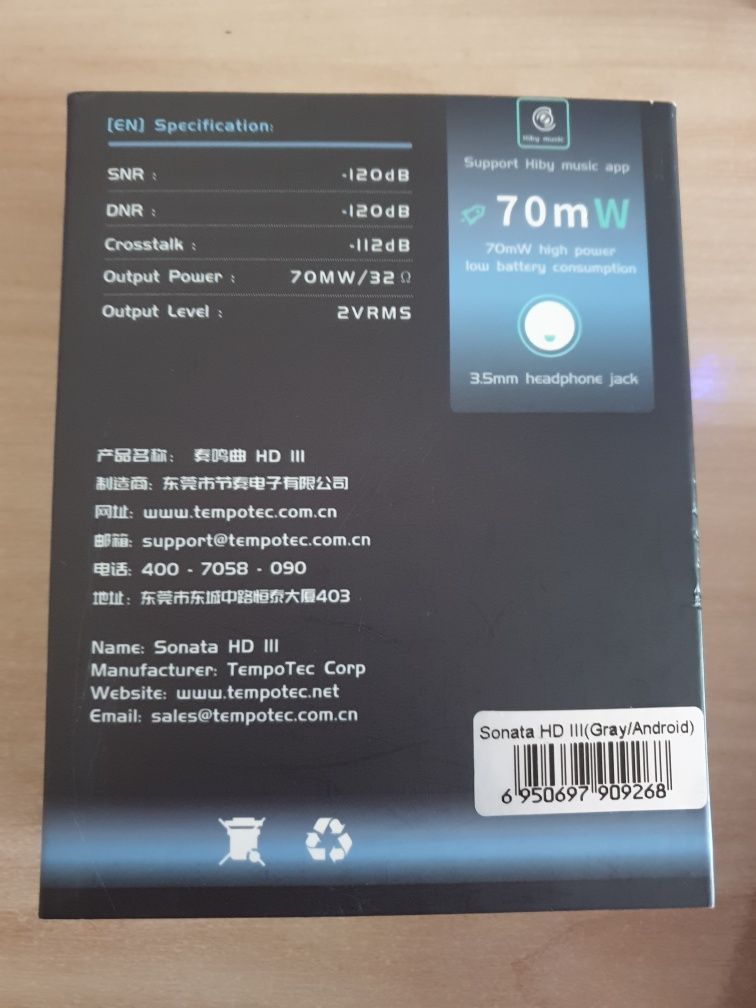 [EN] Specification:
SNR : -120dB
DNR : -120dB
Crosstalk : -112dB
Output Power : 70MW/32 Ω
Output Level : 2VRMS
Hiby music
Support Hiby music app
70mW
70mW high power
low battery consumption
3.5mm headphone jack
产品名称: 奏鸣曲 HD III
制造商: 东莞市节奏电子有限公司
网址: www.tempotec.com.cn
邮箱: support@tempotec.com.cn
电话: 400 - 7058 - 090
地址: 东莞市东城中路恒泰大厦403
Name: Sonata HD III
Manufacturer: TempoTec Corp
Website: www.tempotec.net
Email: sales@tempotec.com.cn
Sonata HD III(Gray/Android)
6 950697 909268